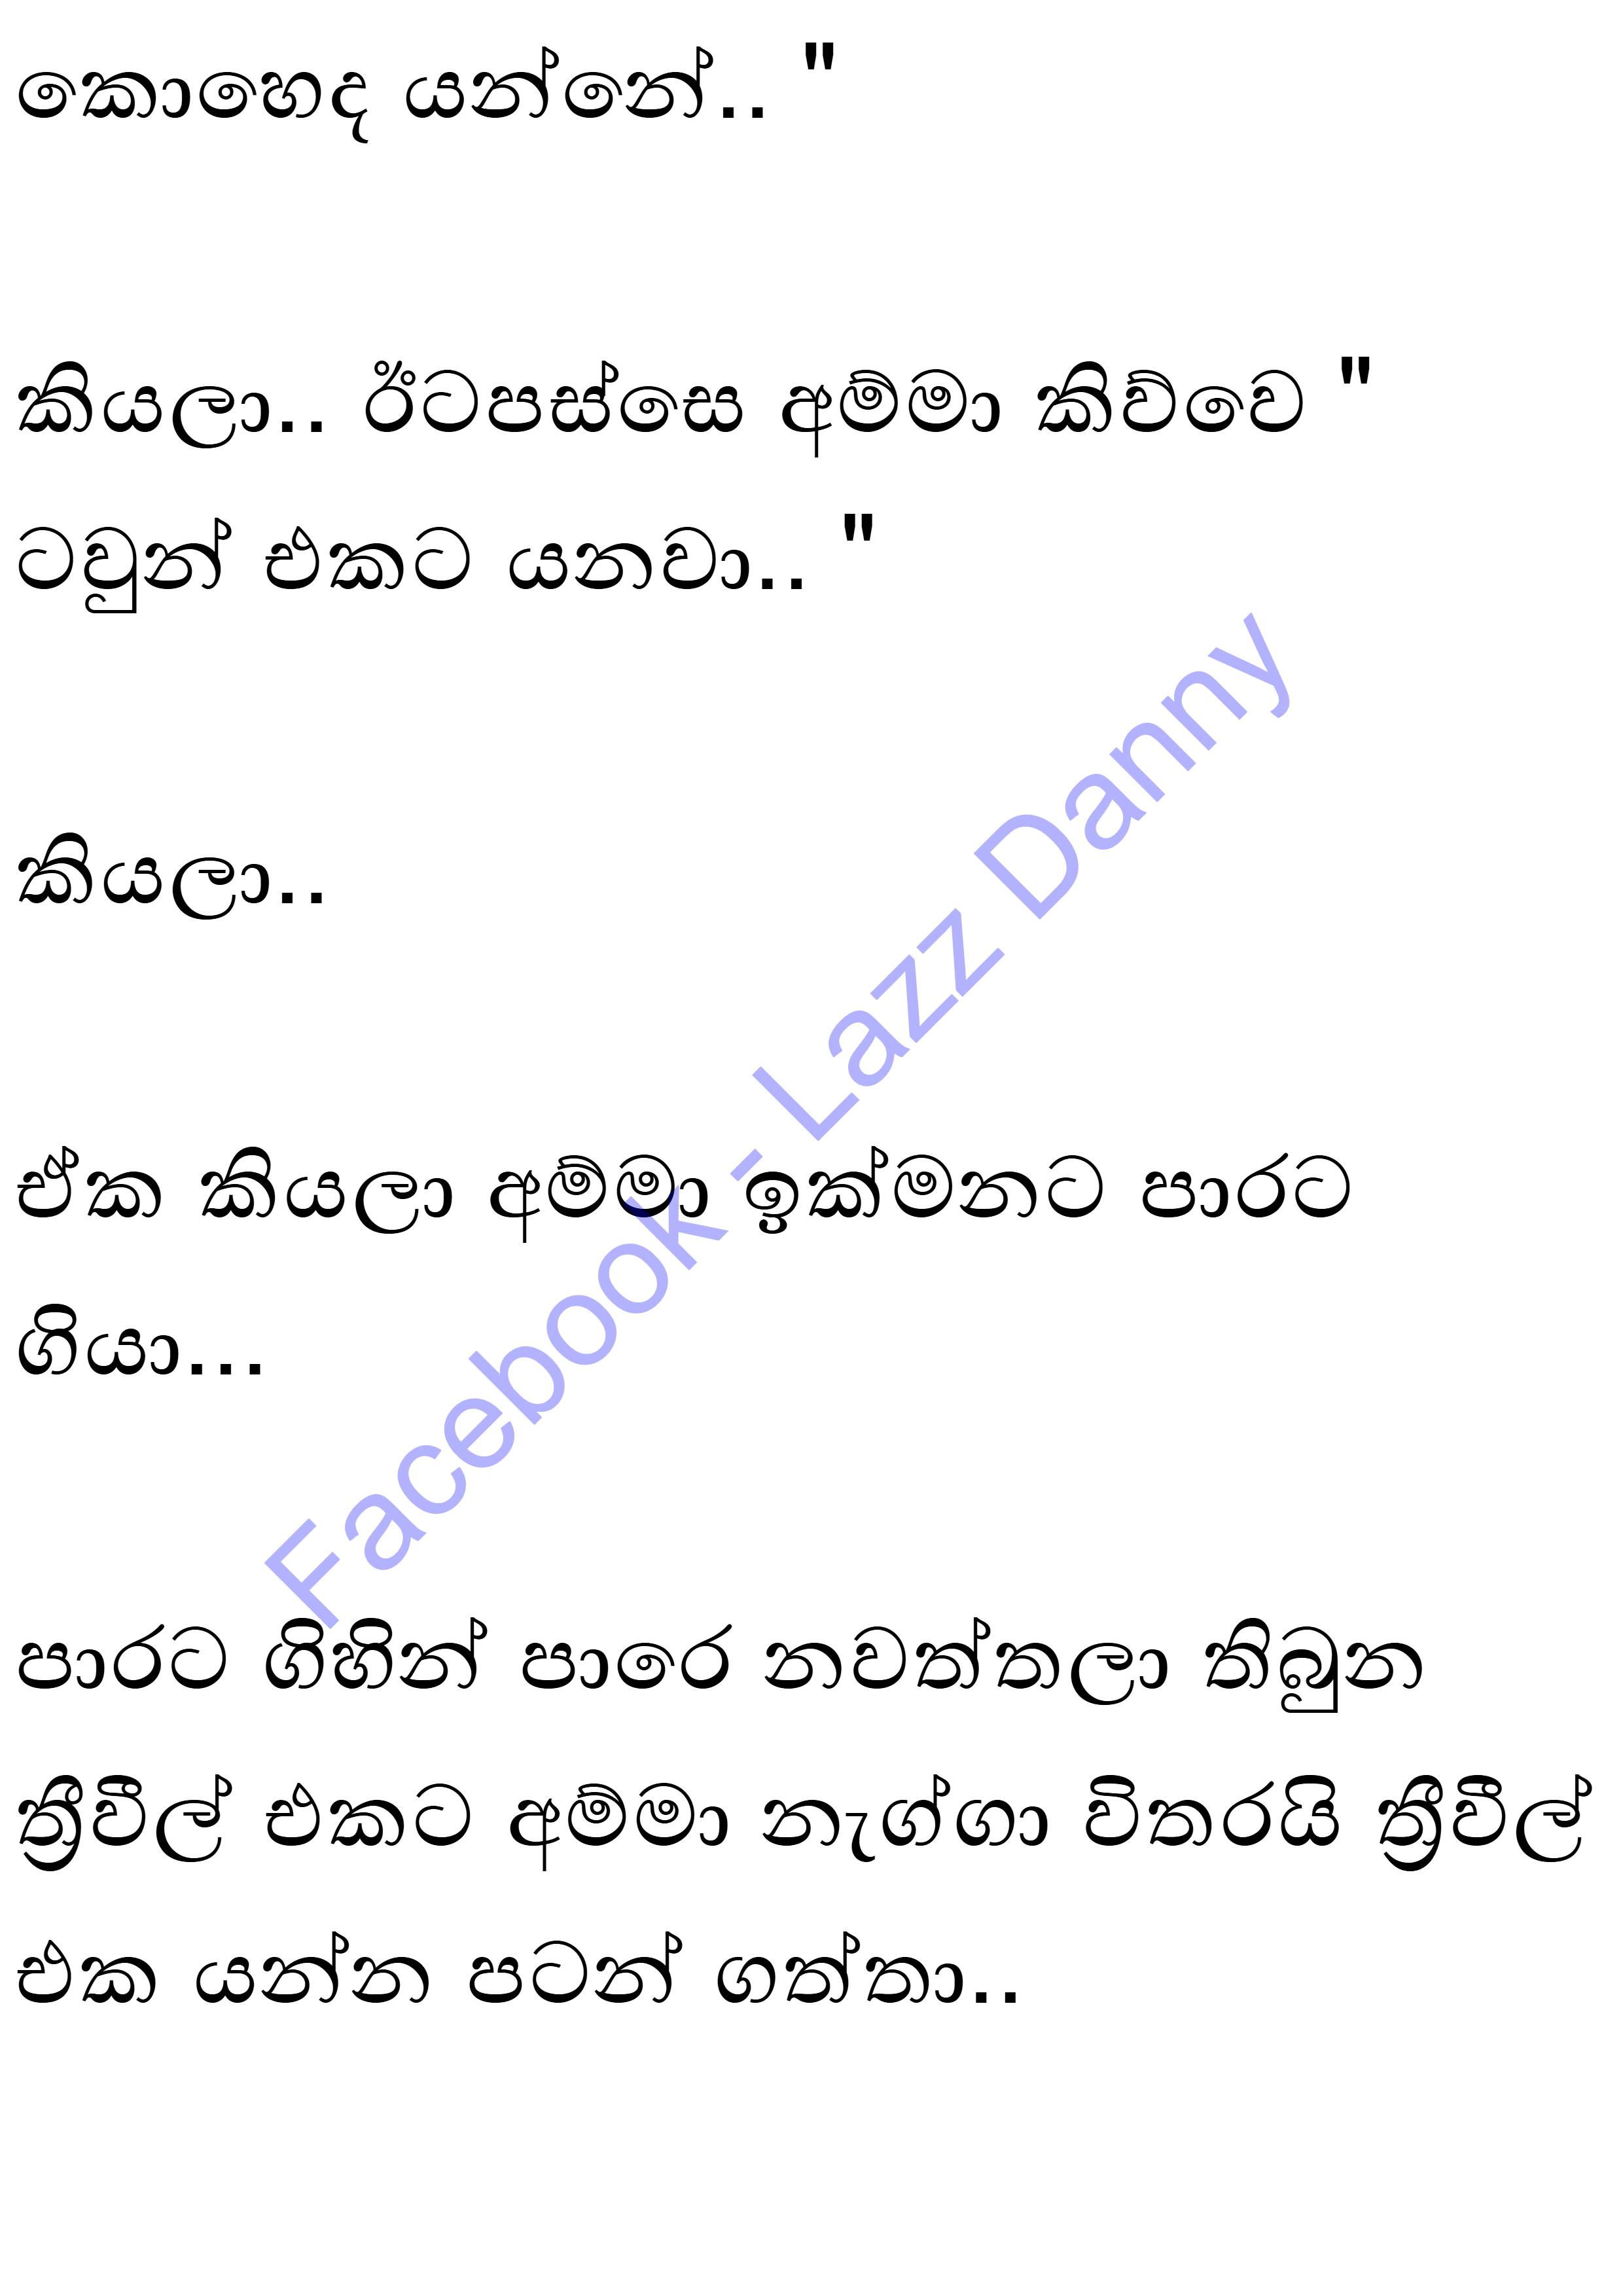 කොහෙද යන්නේ.. "
කියලා.. ඊටපස්සෙ අම්මා කිව්වෙ "
ටවුන් එකට යනවා.. "
කියලා..
ඒක කියලා අම්මා ඉක්මනට පාරට
ගියා...
පාරට ගිහින් පාරෙ නවත්තලා තිබුන
ත්‍රීවීල් එකට අම්මා නැග්ගා විතරයි ත්‍රීවීල්
එක යන්න පටන් ගත්තා..
Facebook - Lazz Danny